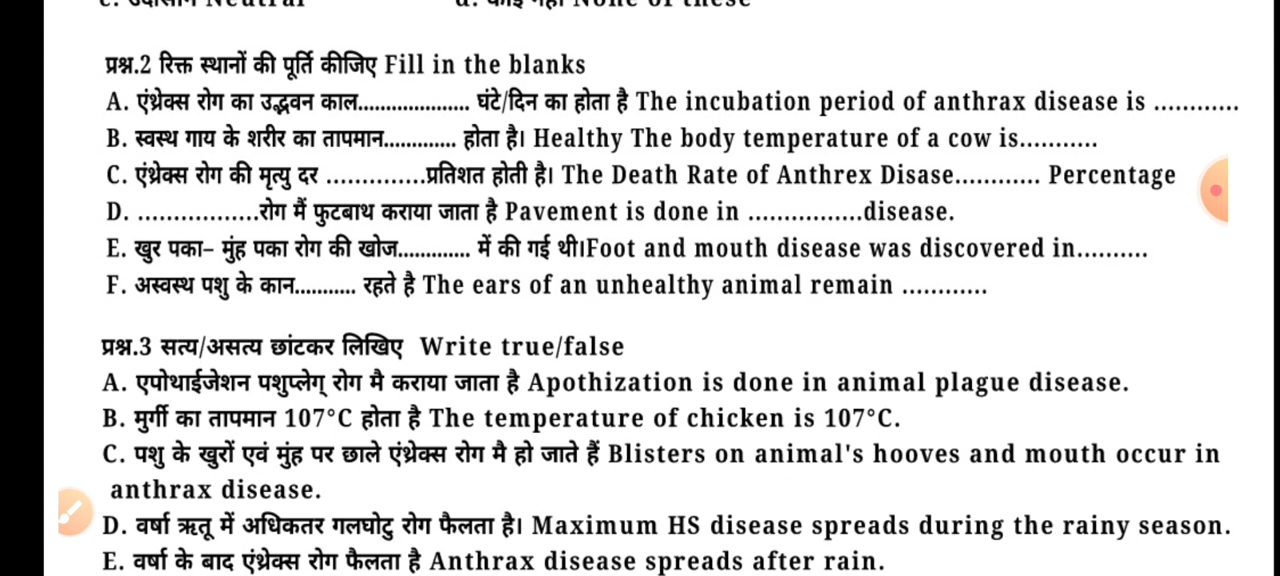 c. उदासीन Neutral d. कोई नहीं None of these
प्रश्न.2 रिक्त स्थानों की पूर्ति कीजिए Fill in the blanks
A. एंथ्रेक्स रोग का उद्भवन काल.................... घंटे/दिन का होता है The incubation period of anthrax disease is ............
B. स्वस्थ गाय के शरीर का तापमान............. होता है। Healthy The body temperature of a cow is...........
C. एंथ्रेक्स रोग की मृत्यु दर ..............प्रतिशत होती है। The Death Rate of Anthrex Disase............ Percentage
D. .................रोग मैं फुटबाथ कराया जाता है Pavement is done in ................disease.
E. खुर पका– मुंह पका रोग की खोज............. में की गई थी।Foot and mouth disease was discovered in..........
F. अस्वस्थ पशु के कान........... रहते है The ears of an unhealthy animal remain ............
प्रश्न.3 सत्य/असत्य छांटकर लिखिए Write true/false
A. एपोथाईजेशन पशुप्लेग् रोग मै कराया जाता है Apothization is done in animal plague disease.
B. मुर्गी का तापमान 107°C होता है The temperature of chicken is 107°C.
C. पशु के खुरों एवं मुंह पर छाले एंथ्रेक्स रोग मै हो जाते हैं Blisters on animal's hooves and mouth occur in
anthrax disease.
D. वर्षा ऋतू में अधिकतर गलघोटु रोग फैलता है। Maximum HS disease spreads during the rainy season.
E. वर्षा के बाद एंथ्रेक्स रोग फैलता है Anthrax disease spreads after rain.